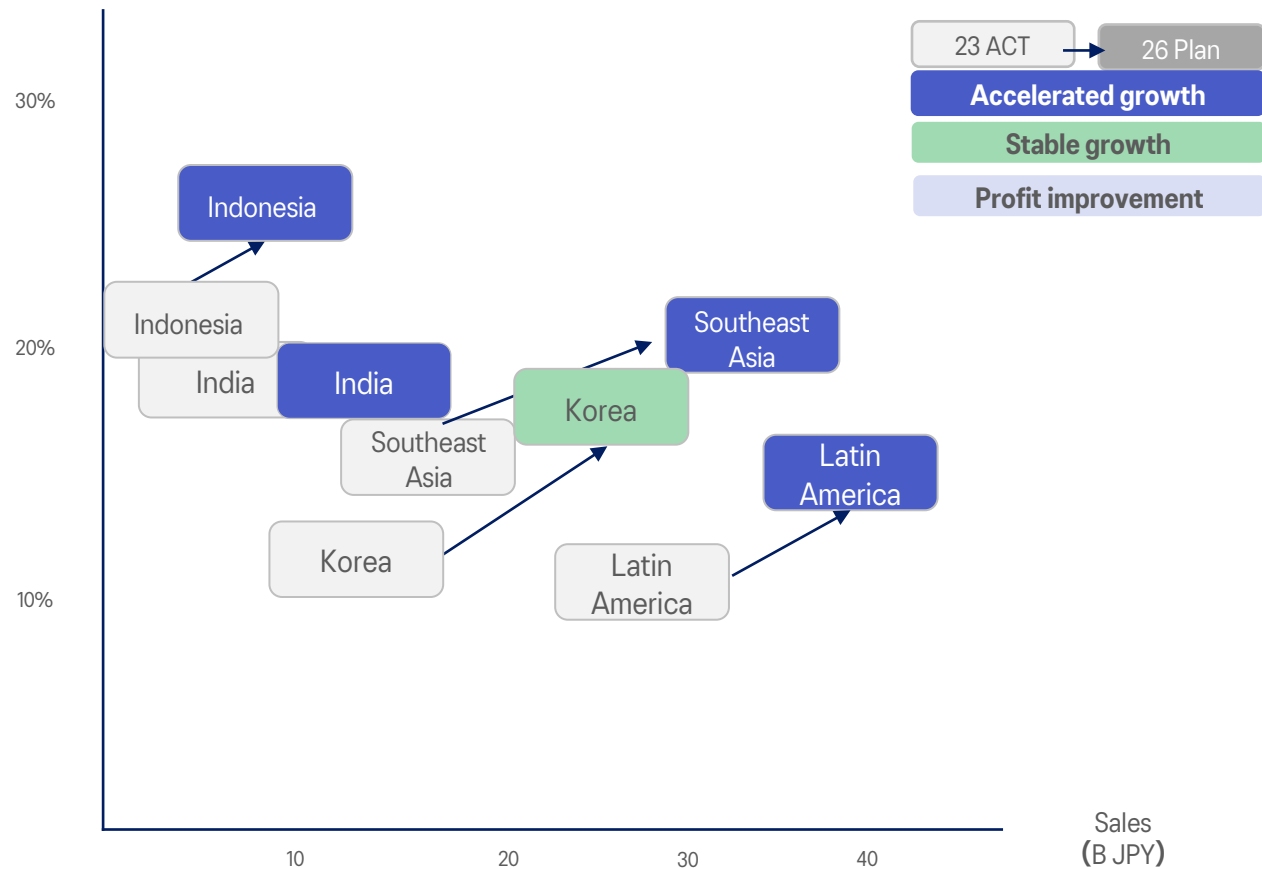 23 ACT
26 Plan
Accelerated growth
Stable growth
Profit improvement
30%
20%
10%
Indonesia
Indonesia
India
India
Southeast
Asia
Southeast
Asia
Korea
Korea
Latin
America
Latin
America
10
20
30
40
Sales
(B JPY)